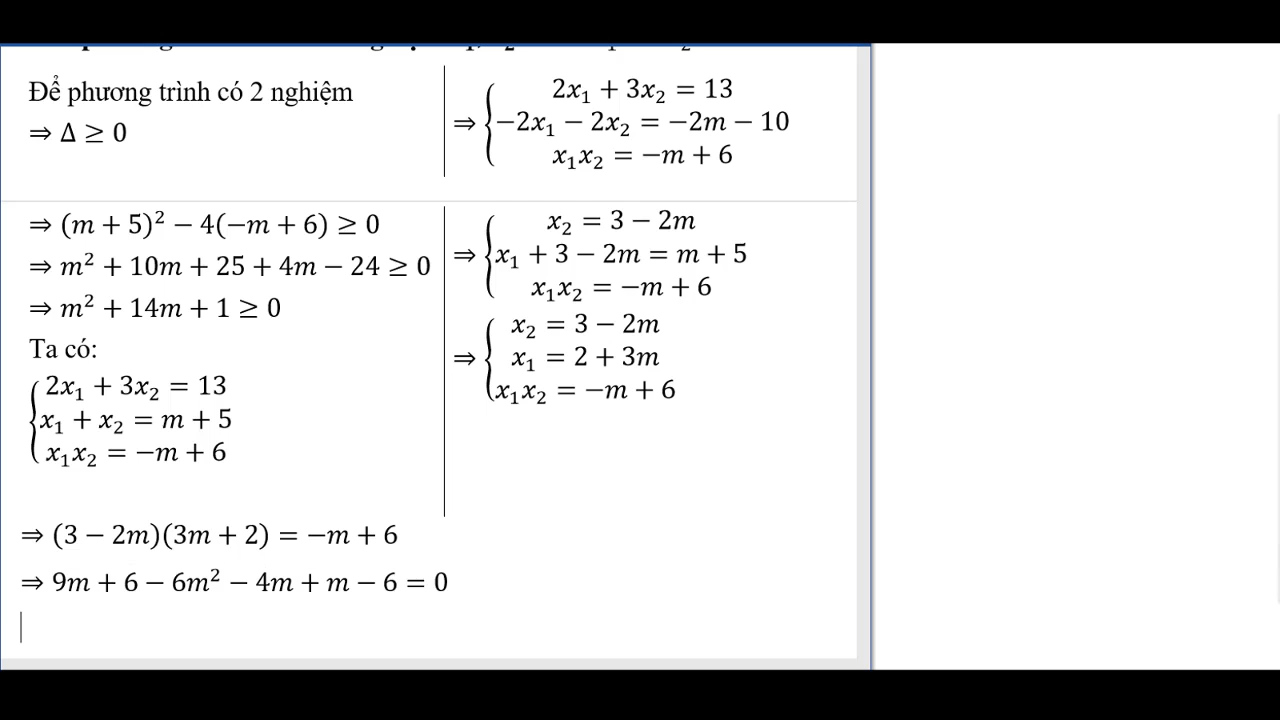 Để phương trình có 2 nghiệm
⇒ Δ ≥ 0
⇒ (m + 5)² − 4(−m + 6) ≥ 0
⇒ m² + 10m + 25 + 4m − 24 ≥ 0
⇒ m² + 14m + 1 ≥ 0
Ta có:
{ 2x₁ + 3x₂ = 13
x₁ + x₂ = m + 5
x₁x₂ = −m + 6
⇒ { 2x₁ + 3x₂ = 13
−2x₁ − 2x₂ = −2m − 10
x₁x₂ = −m + 6
⇒ { x₂ = 3 − 2m
x₁ + 3 − 2m = m + 5
x₁x₂ = −m + 6
⇒ { x₂ = 3 − 2m
x₁ = 2 + 3m
x₁x₂ = −m + 6
⇒ (3 − 2m)(3m + 2) = −m + 6
⇒ 9m + 6 − 6m² − 4m + m − 6 = 0